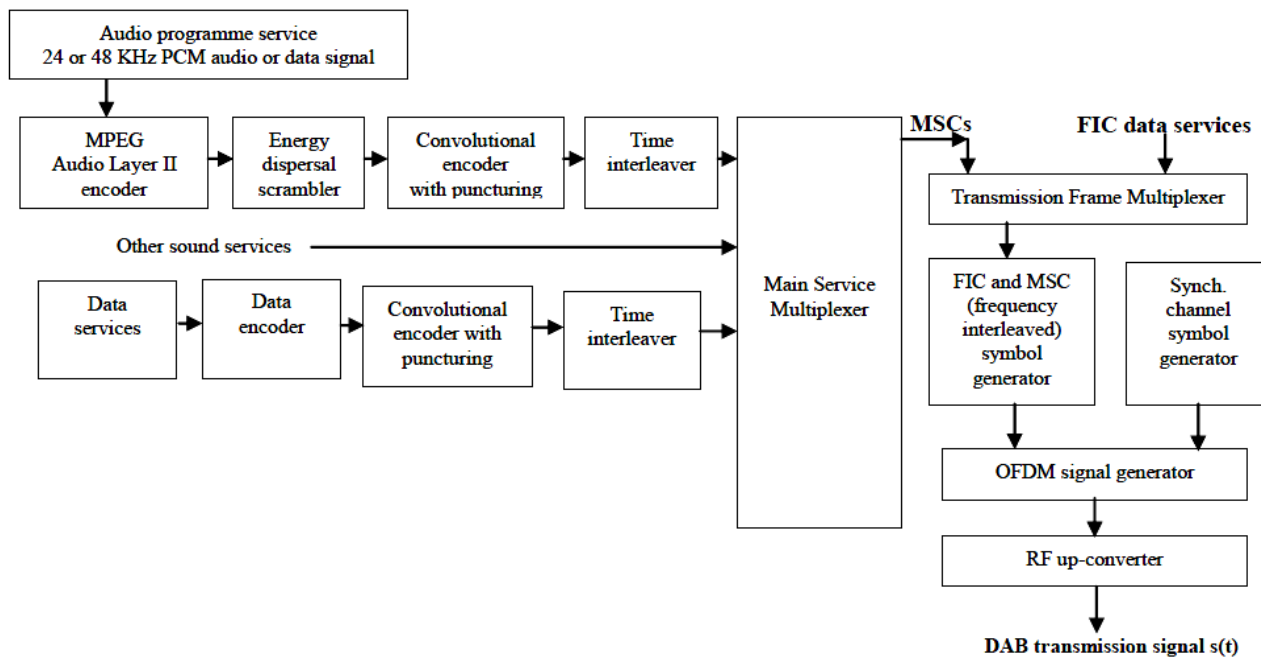 Audio programme service
24 or 48 KHz PCM audio or data signal
MPEG
Audio Layer II
encoder
Energy
dispersal
scrambler
Convolutional
encoder
with puncturing
Time
interleaver
Other sound services
Data
services
Data
encoder
Convolutional
encoder with
puncturing
Time
interleaver
Main Service
Multiplexer
MSCs
FIC data services
Transmission Frame Multiplexer
FIC and MSC
(frequency
interleaved)
symbol
generator
Synch.
channel
symbol
generator
OFDM signal generator
RF up-converter
DAB transmission signal s(t)